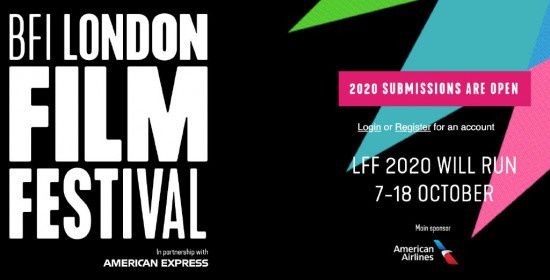 BFI LONDON
FILM
FESTIVAL
In partnership with
AMERICAN EXPRESS
2020 SUBMISSIONS ARE OPEN
Login or Register for an account
LFF 2020 WILL RUN
7–18 OCTOBER
Main sponsor
American
Airlines